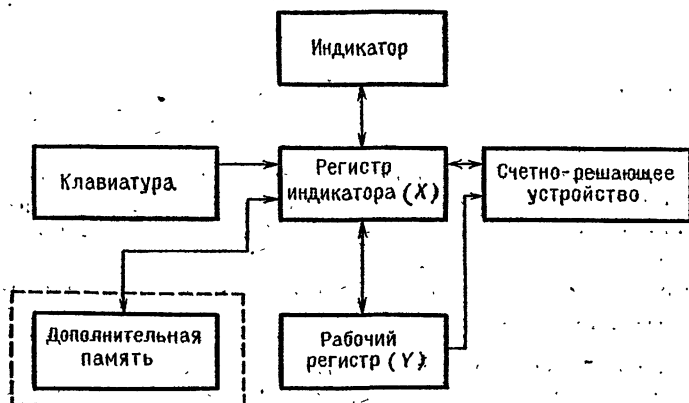 Индикатор
Клавиатура
Регистр
индикатора (X)
Счетно-решающее
устройство
Дополнительная
память
Рабочий
регистр (Y)